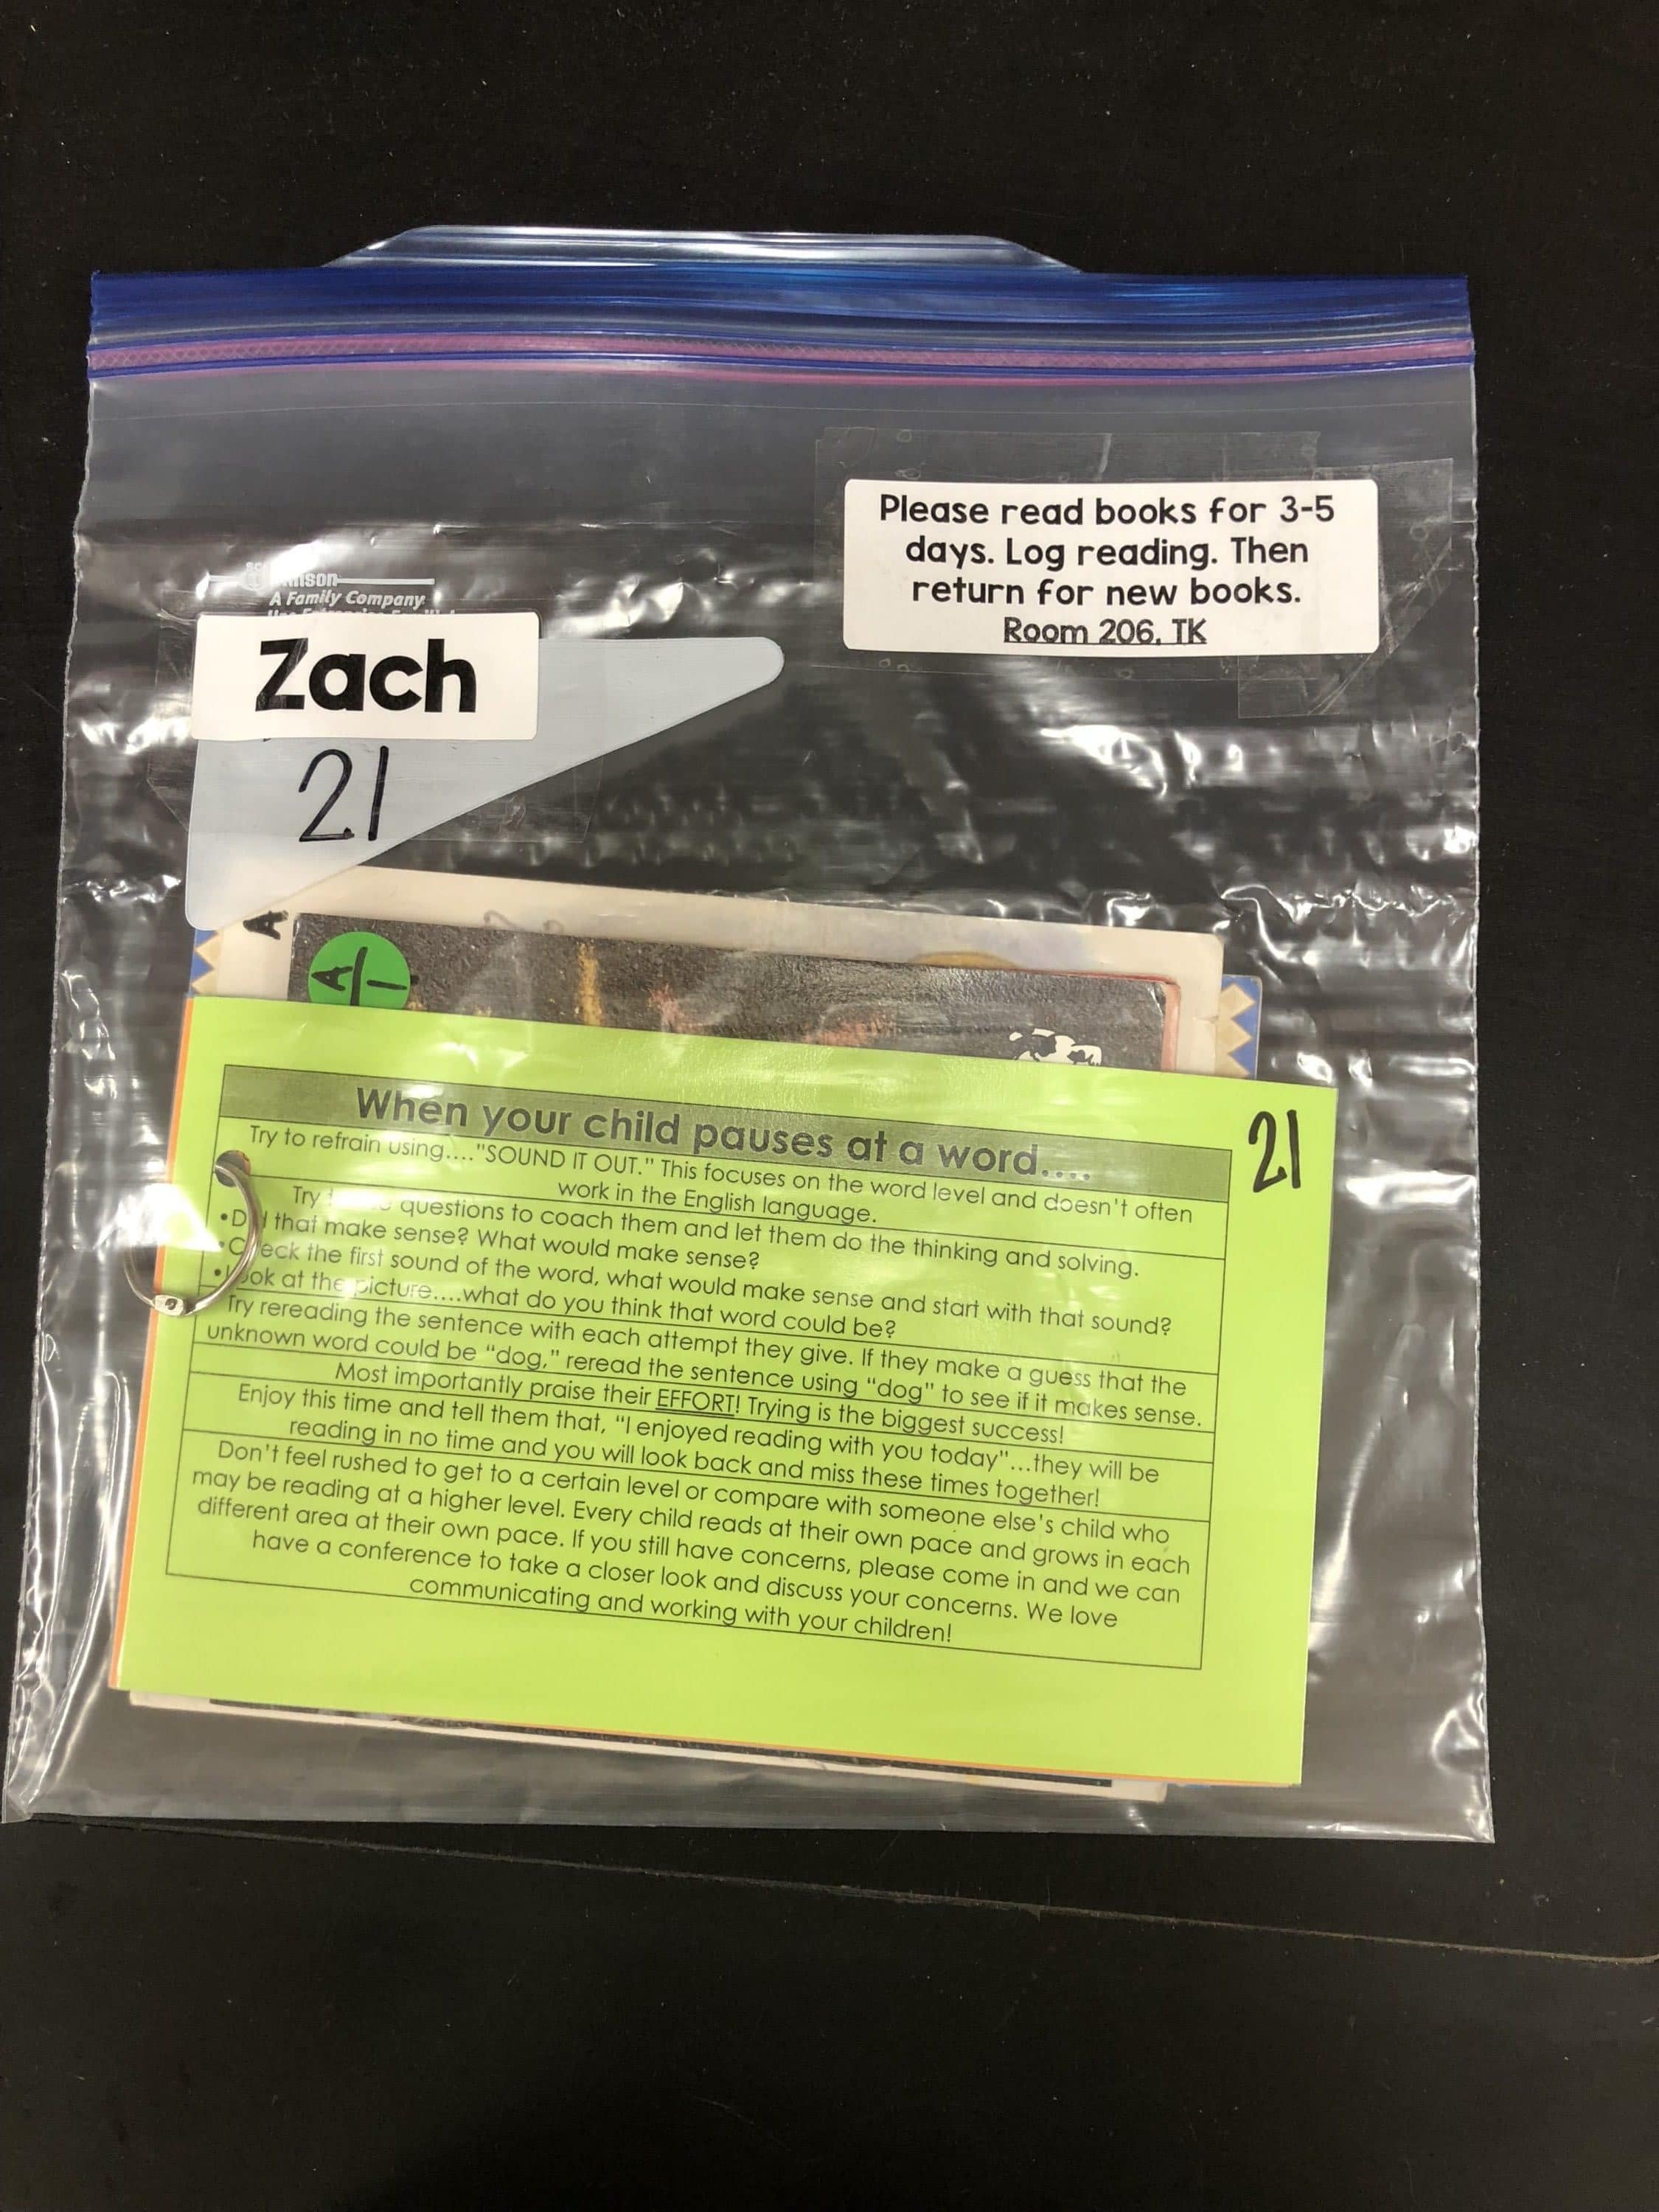 Please read books for 3-5
days. Log reading. Then
return for new books.
Room 206, TK
A Family Company
Zach
21
A
A
1
21
When your child pauses at a word....
Try to refrain using...."SOUND IT OUT." This focuses on the word level and doesn't often
work in the English language.
Try questions to coach them and let them do the thinking and solving.
•Did that make sense? What would make sense?
•Check the first sound of the word, what would make sense and start with that sound?
•Look at the picture....what do you think that word could be?
Try rereading the sentence with each attempt they give. If they make a guess that the
unknown word could be "dog," reread the sentence using "dog" to see if it makes sense.
Most importantly praise their EFFORT! Trying is the biggest success!
Enjoy this time and tell them that, "I enjoyed reading with you today"...they will be
reading in no time and you will look back and miss these times together!
Don't feel rushed to get to a certain level or compare with someone else's child who
may be reading at a higher level. Every child reads at their own pace and grows in each
different area at their own pace. If you still have concerns, please come in and we can
have a conference to take a closer look and discuss your concerns. We love
communicating and working with your children!